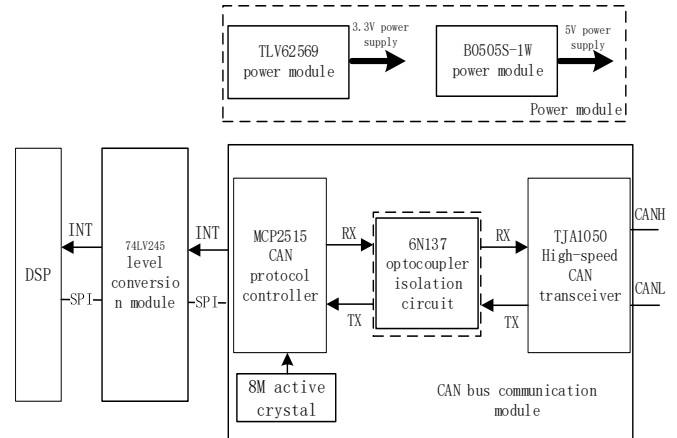 TLV62569
power module
3.3V power
supply
B0505S-1W
power module
5V power
supply
Power module
DSP
INT
SPI
74LV245
level
conversio
n module
INT
SPI
MCP2515
CAN
protocol
controller
RX
TX
6N137
optocoupler
isolation
circuit
RX
TX
TJA1050
High-speed
CAN
transceiver
CANH
CANL
8M active
crystal
CAN bus communication
module